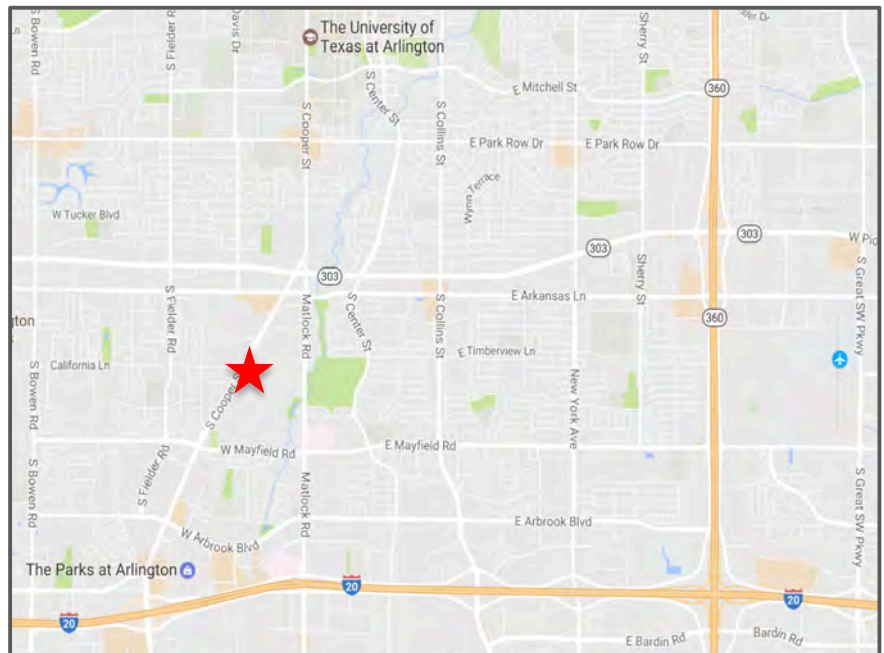 The University of
Texas at Arlington
S Bowen Rd
S Fielder Rd
Davis Dr
Sherry St
360
E Mitchell St
S Center St
S Cooper St
S Collins St
E Park Row Dr
E Park Row Dr
Terrace
Wynn
W Tucker Blvd
303
303
303
W Pio
Sherry St
S Great SW Pkwy
S Fielder Rd
Matlock Rd
S Center St
S Collins St
E Arkansas Ln
360
gton
California Ln
E Timberview Ln
S Bowen Rd
S Cooper S
New York Ave
W Mayfield Rd
E Mayfield Rd
S Fielder Rd
S Bowen Rd
Matlock Rd
S Great SW Pkwy
W Arbrook Blvd
E Arbrook Blvd
The Parks at Arlington
20
20
20
E Bardin Rd
Bardin Rd